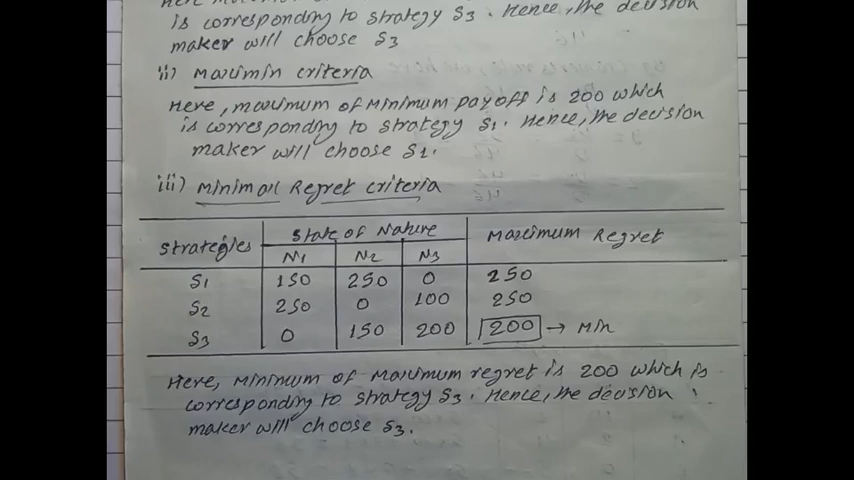 is corresponding to strategy S3. Hence, the decision
maker will choose S3
ii) Maximin criteria
Here, maximum of minimum payoff is 200 which
is corresponding to strategy S1. Hence, the decision
maker will choose S1.
iii) Minimax Regret criteria
Strategies State of Nature Maximum Regret
N1 N2 N3
S1 150 250 0 250
S2 250 0 100 250
S3 0 150 200 200 → Min
Here, Minimum of Maximum regret is 200 which is
corresponding to strategy S3. Hence, the decision
maker will choose S3.